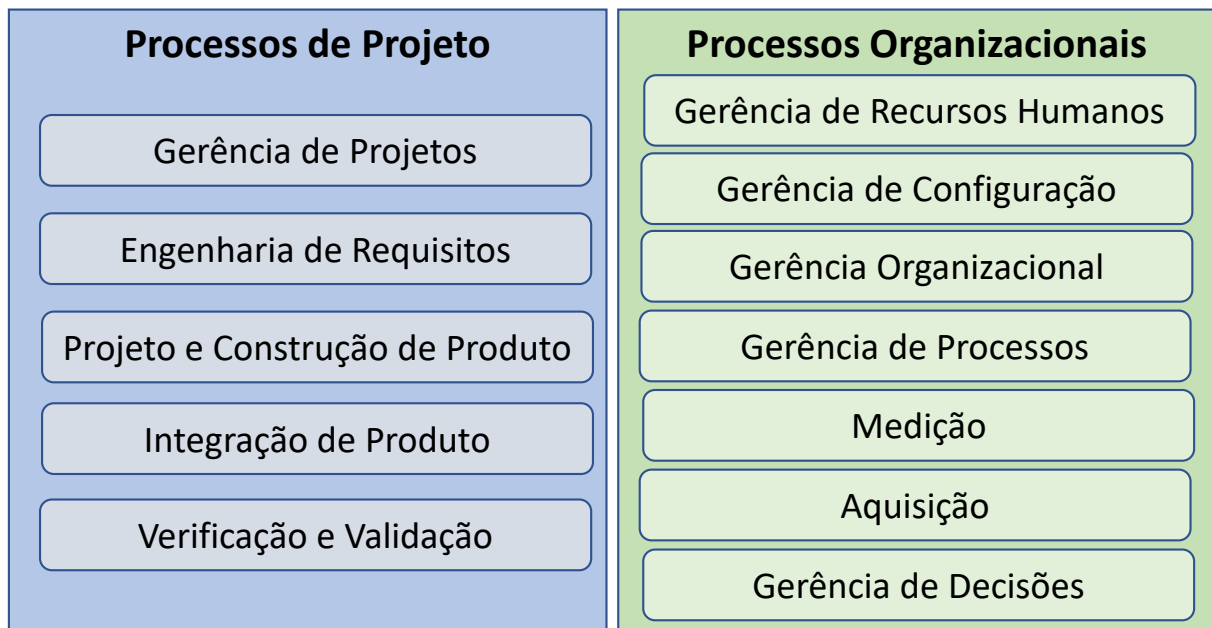 Processos de Projeto
Gerência de Projetos
Engenharia de Requisitos
Projeto e Construção de Produto
Integração de Produto
Verificação e Validação
Processos Organizacionais
Gerência de Recursos Humanos
Gerência de Configuração
Gerência Organizacional
Gerência de Processos
Medição
Aquisição
Gerência de Decisões